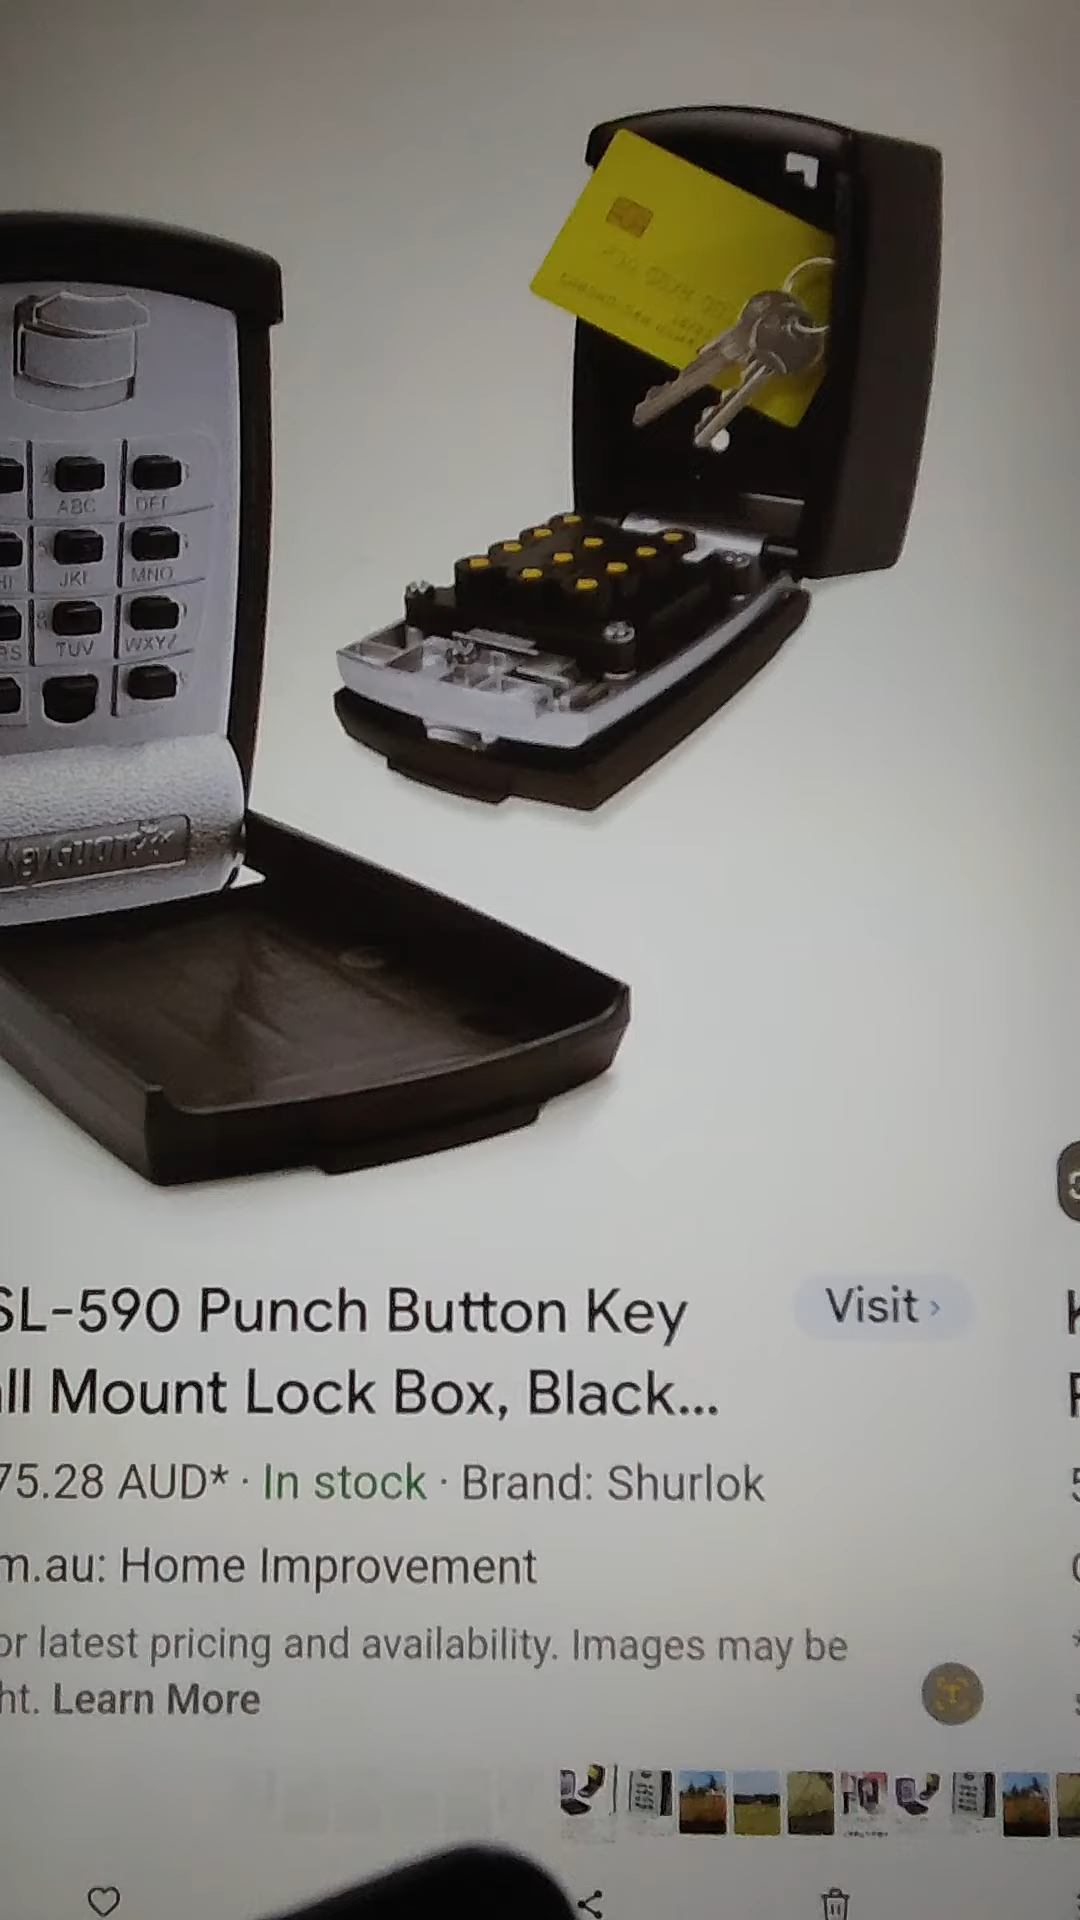 ABC
DEF
JKL
MNO
TUV
WXYZ
SL-590 Punch Button Key
Visit ›
all Mount Lock Box, Black...
75.28 AUD* · In stock · Brand: Shurlok
m.au: Home Improvement
or latest pricing and availability. Images may be
ht. Learn More